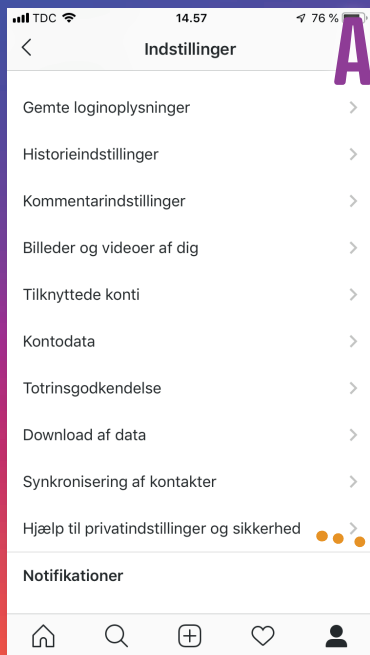 TDC 14.57 76 %
Indstillinger
A
Gemte loginoplysninger
Historieindstillinger
Kommentarindstillinger
Billeder og videoer af dig
Tilknyttede konti
Kontodata
Totrinsgodkendelse
Download af data
Synkronisering af kontakter
Hjælp til privatindstillinger og sikkerhed
Notifikationer